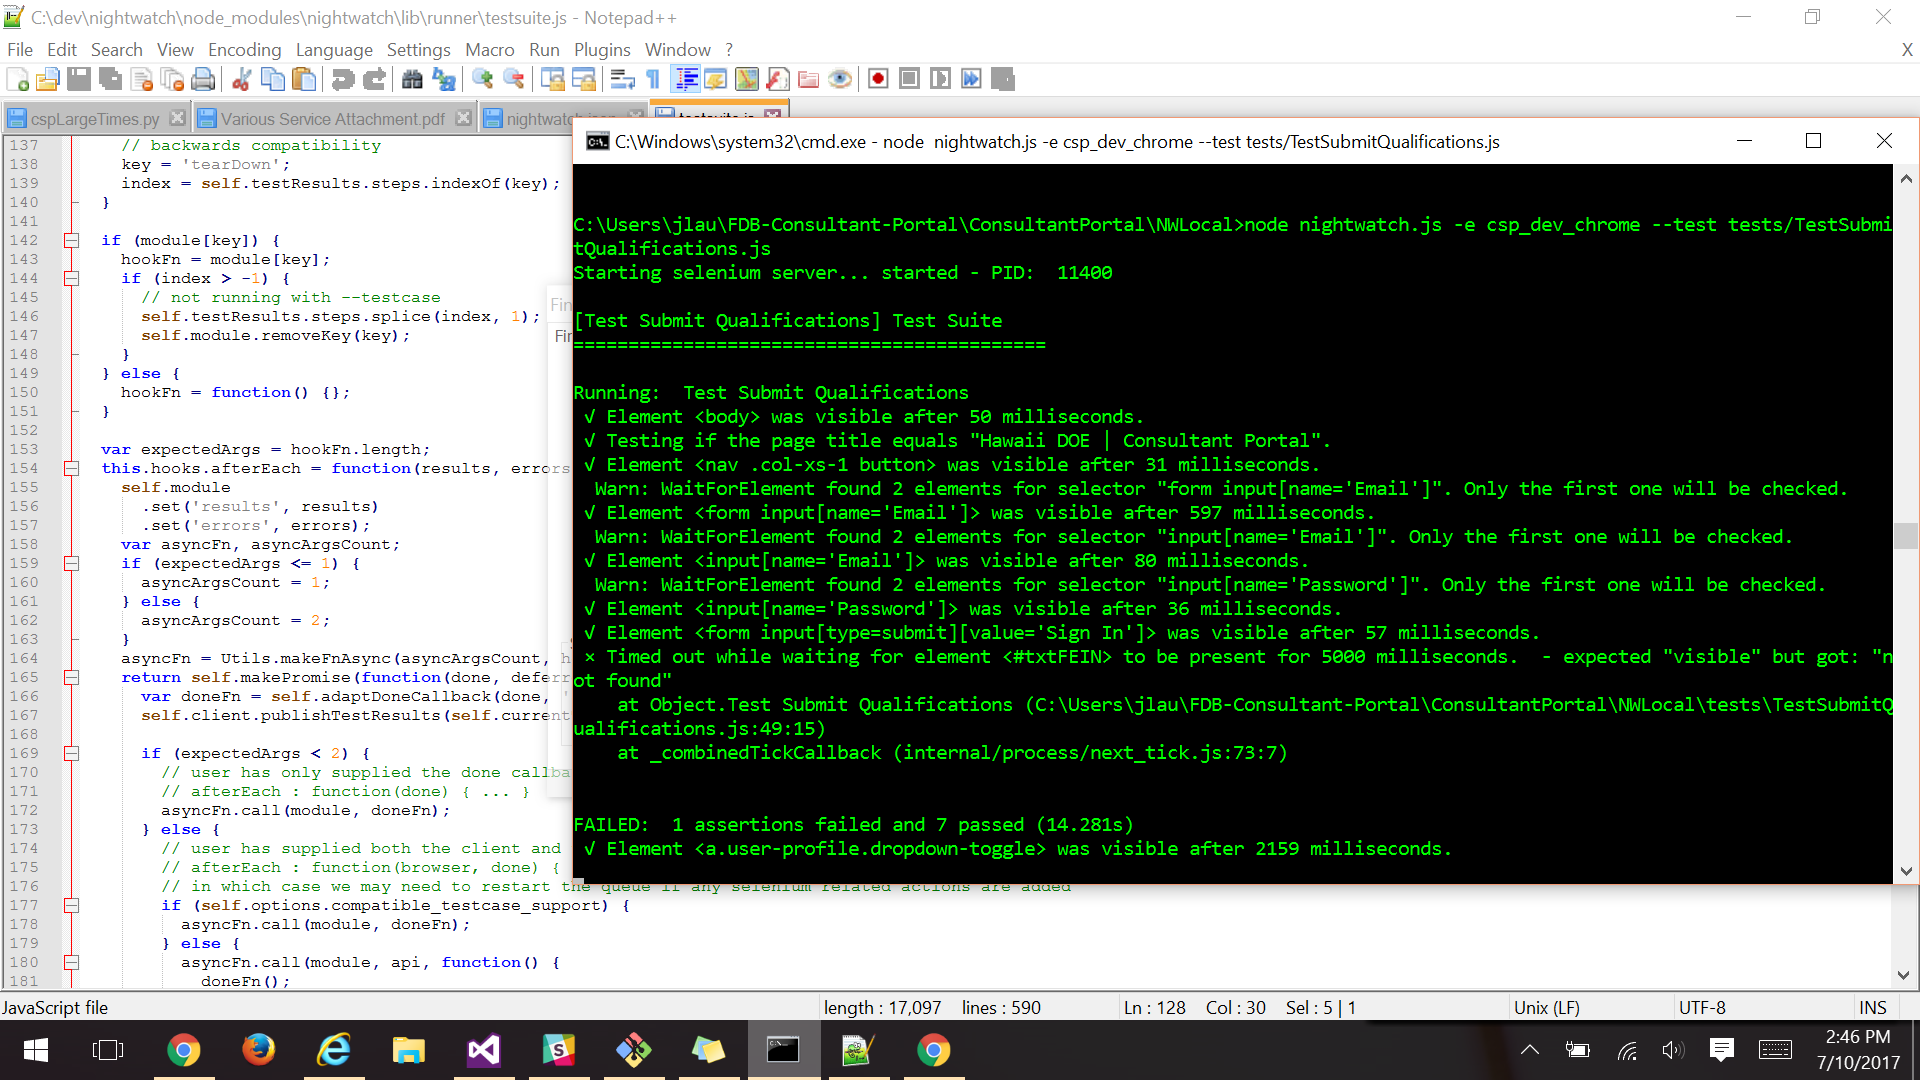 C:\dev\nightwatch\node_modules\nightwatch\lib\runner\testsuite.js - Notepad++
File Edit Search View Encoding Language Settings Macro Run Plugins Window ? X
cspLargeTimes.py Various Service Attachment.pdf nightwatch.json testsuite.js
137 // backwards compatibility
138 key = 'tearDown';
139 index = self.testResults.steps.indexOf(key);
140 }
141
142 if (module[key]) {
143 hookFn = module[key];
144 if (index > -1) {
145 // not running with --testcase
146 self.testResults.steps.splice(index, 1);
147 self.module.removeKey(key);
148 }
149 } else {
150 hookFn = function() {};
151 }
152
153 var expectedArgs = hookFn.length;
154 this.hooks.afterEach = function(results, errors
155 self.module
156 .set('results', results)
157 .set('errors', errors);
158 var asyncFn, asyncArgsCount;
159 if (expectedArgs <= 1) {
160 asyncArgsCount = 1;
161 } else {
162 asyncArgsCount = 2;
163 }
164 asyncFn = Utils.makeFnAsync(asyncArgsCount, h
165 return self.makePromise(function(done, deferr
166 var doneFn = self.adaptDoneCallback(done, '
167 self.client.publishTestResults(self.current
168
169 if (expectedArgs < 2) {
170 // user has only supplied the done callba
171 // afterEach : function(done) { ... }
172 asyncFn.call(module, doneFn);
173 } else {
174 // user has supplied both the client and
175 // afterEach : function(browser, done) {
176 // in which case we may need to restart the queue if any selenium related actions are added
177 if (self.options.compatible_testcase_support) {
178 asyncFn.call(module, doneFn);
179 } else {
180 asyncFn.call(module, api, function() {
181 doneFn();
Fin
Fin
C:\Windows\system32\cmd.exe - node  nightwatch.js -e csp_dev_chrome --test tests/TestSubmitQualifications.js
C:\Users\jlau\FDB-Consultant-Portal\ConsultantPortal\NWLocal>node nightwatch.js -e csp_dev_chrome --test tests/TestSubmi
tQualifications.js
Starting selenium server... started - PID:  11400
[Test Submit Qualifications] Test Suite
===========================================
Running:  Test Submit Qualifications
√ Element <body> was visible after 50 milliseconds.
√ Testing if the page title equals "Hawaii DOE | Consultant Portal".
√ Element <nav .col-xs-1 button> was visible after 31 milliseconds.
Warn: WaitForElement found 2 elements for selector "form input[name='Email']". Only the first one will be checked.
√ Element <form input[name='Email']> was visible after 597 milliseconds.
Warn: WaitForElement found 2 elements for selector "input[name='Email']". Only the first one will be checked.
√ Element <input[name='Email']> was visible after 80 milliseconds.
Warn: WaitForElement found 2 elements for selector "input[name='Password']". Only the first one will be checked.
√ Element <input[name='Password']> was visible after 36 milliseconds.
√ Element <form input[type=submit][value='Sign In']> was visible after 57 milliseconds.
× Timed out while waiting for element <#txtFEIN> to be present for 5000 milliseconds.  - expected "visible" but got: "n
ot found"
at Object.Test Submit Qualifications (C:\Users\jlau\FDB-Consultant-Portal\ConsultantPortal\NWLocal\tests\TestSubmitQ
ualifications.js:49:15)
at _combinedTickCallback (internal/process/next_tick.js:73:7)
FAILED:  1 assertions failed and 7 passed (14.281s)
√ Element <a.user-profile.dropdown-toggle> was visible after 2159 milliseconds.
JavaScript file length : 17,097 lines : 590 Ln : 128 Col : 30 Sel : 5 | 1 Unix (LF) UTF-8 INS
2:46 PM
7/10/2017